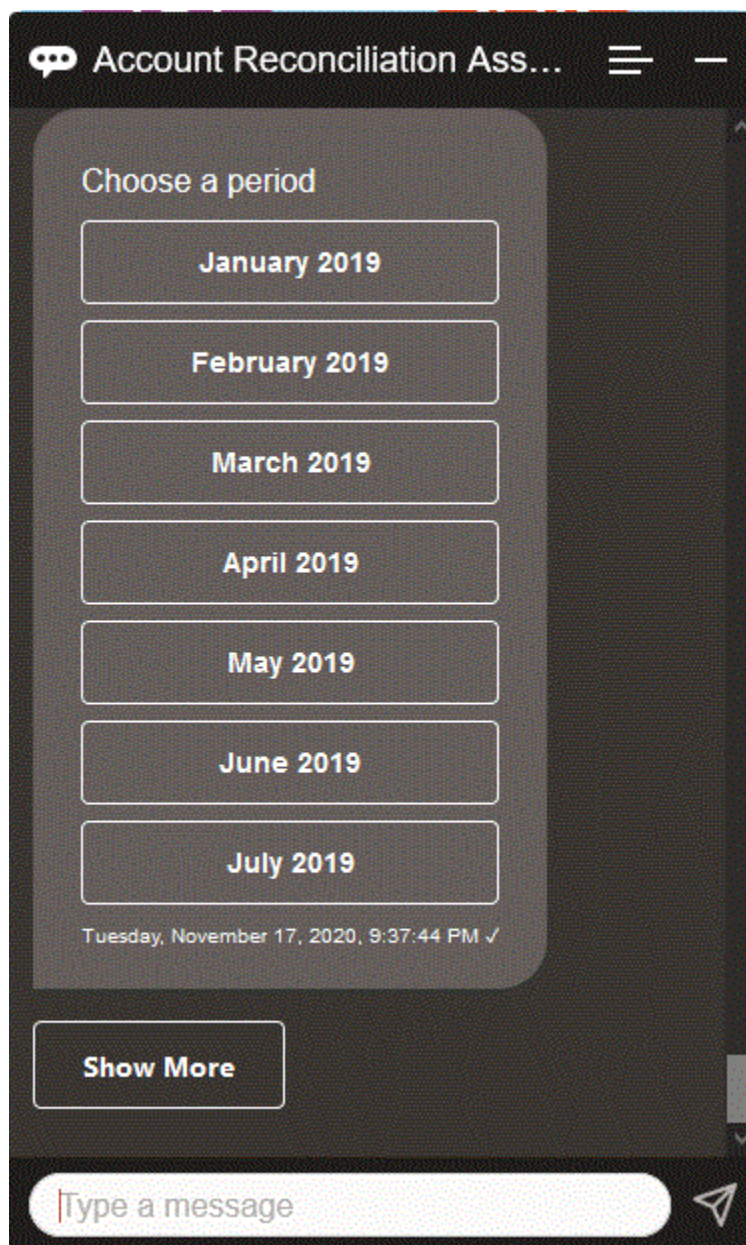 Account Reconciliation Ass...
Choose a period
January 2019
February 2019
March 2019
April 2019
May 2019
June 2019
July 2019
Tuesday, November 17, 2020, 9:37:44 PM ✓
Show More
Type a message